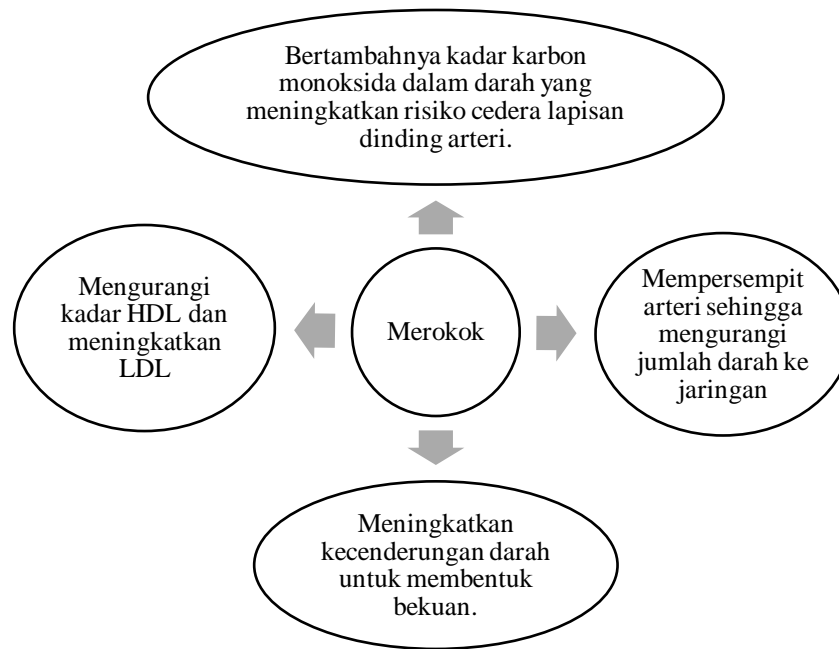 Bertambahnya kadar karbon
monoksida dalam darah yang
meningkatkan risiko cedera lapisan
dinding arteri.
Mengurangi
kadar HDL dan
meningkatkan
LDL
Merokok
Mempersempit
arteri sehingga
mengurangi
jumlah darah ke
jaringan
Meningkatkan
kecenderungan darah
untuk membentuk
bekuan.